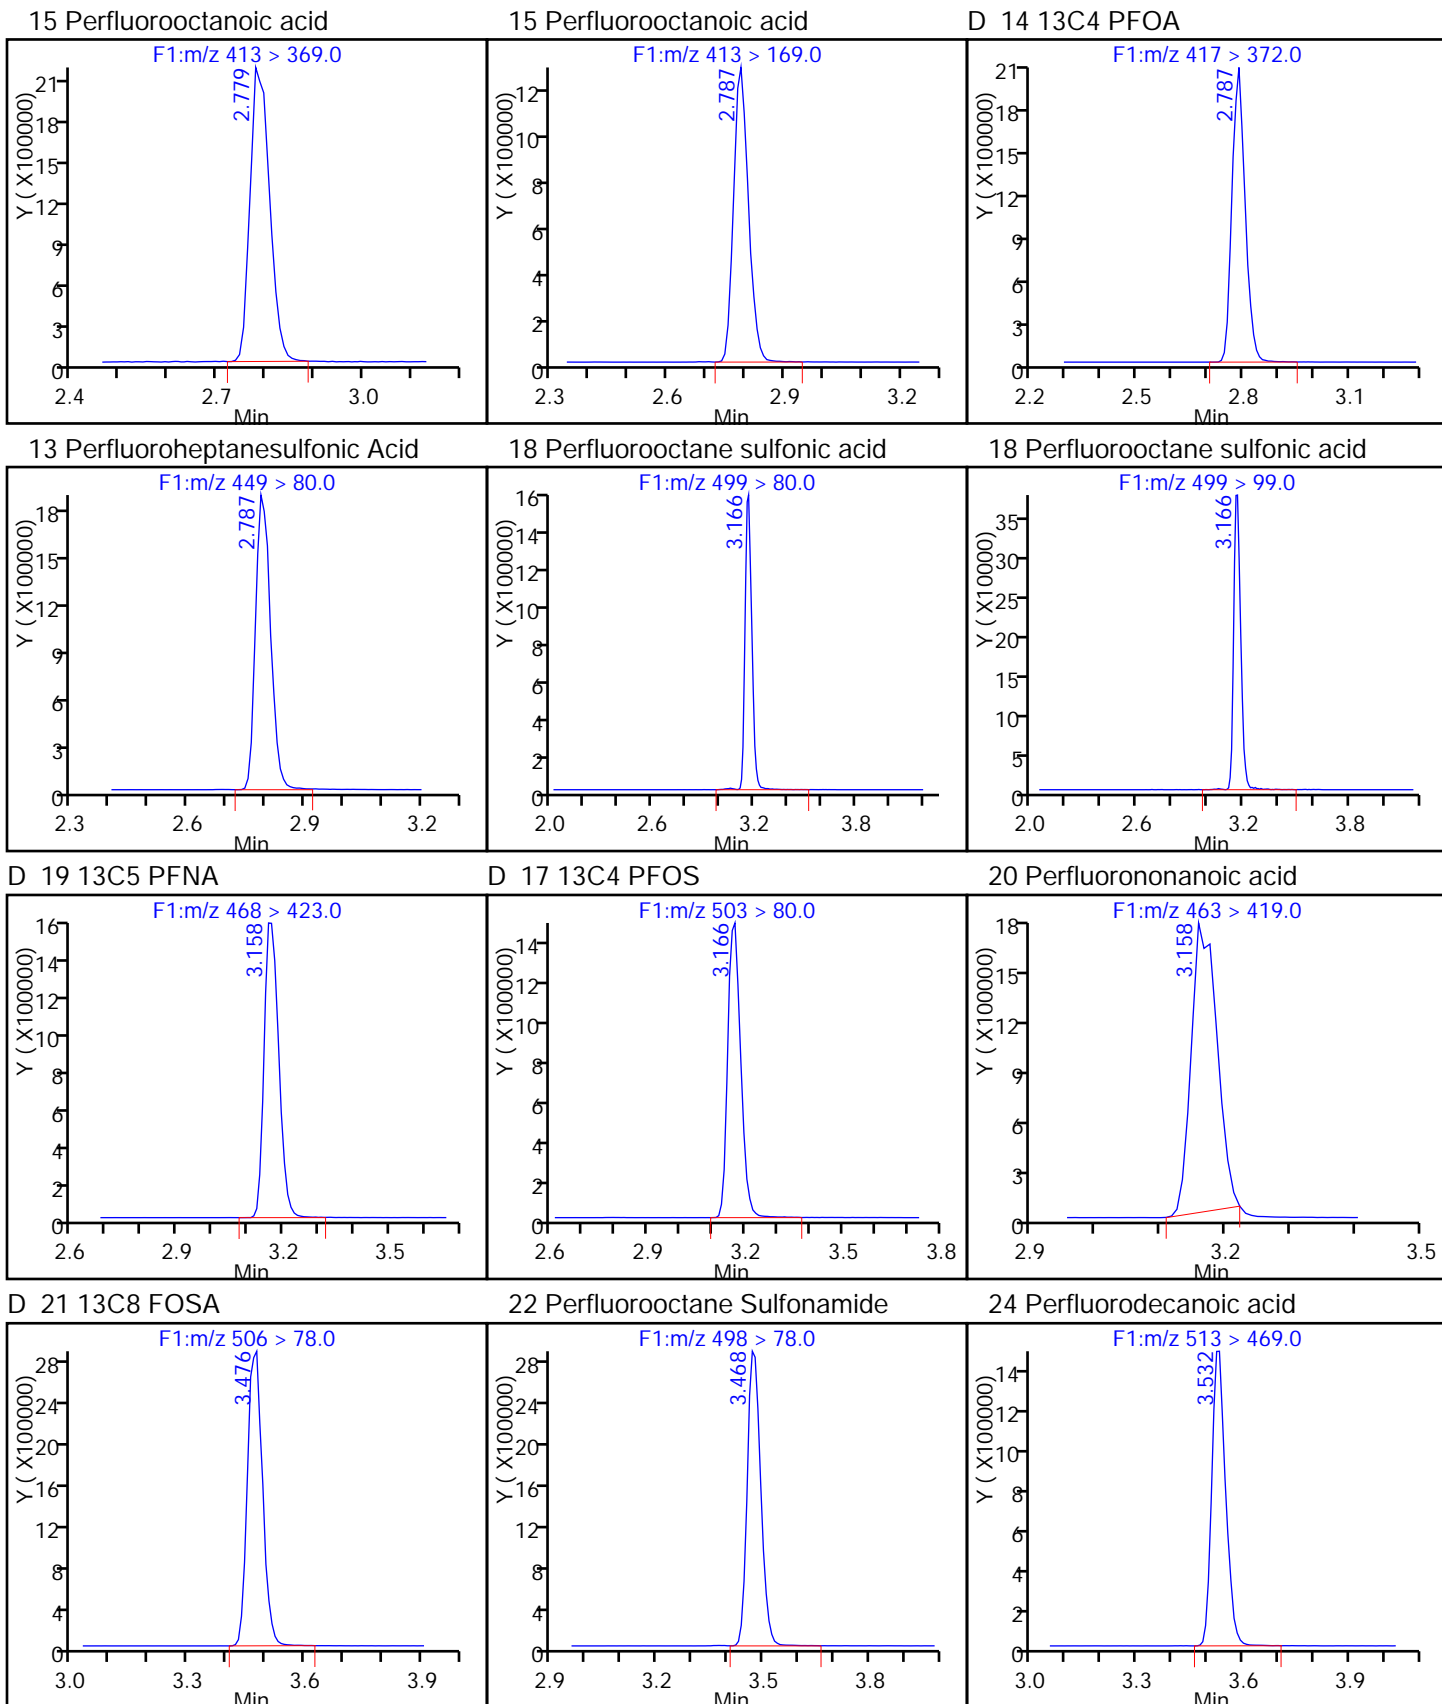 15 Perfluorooctanoic acid
F1:m/z 413 > 369.0
2.779
Y ( X100000)
21
18
15
12
9
6
3
0
2.4 2.7 3.0
Min
15 Perfluorooctanoic acid
F1:m/z 413 > 169.0
2.787
Y ( X100000)
12
10
8
6
4
2
0
2.3 2.6 2.9 3.2
Min
D 14 13C4 PFOA
F1:m/z 417 > 372.0
2.787
Y ( X100000)
21
18
15
12
9
6
3
0
2.2 2.5 2.8 3.1
Min
13 Perfluoroheptanesulfonic Acid
F1:m/z 449 > 80.0
2.787
Y ( X100000)
18
15
12
9
6
3
0
2.3 2.6 2.9 3.2
Min
18 Perfluorooctane sulfonic acid
F1:m/z 499 > 80.0
3.166
Y ( X100000)
16
14
12
10
8
6
4
2
0
2.0 2.6 3.2 3.8
Min
18 Perfluorooctane sulfonic acid
F1:m/z 499 > 99.0
3.166
Y ( X10000)
35
30
25
20
15
10
5
0
2.0 2.6 3.2 3.8
Min
D 19 13C5 PFNA
F1:m/z 468 > 423.0
3.158
Y ( X100000)
16
14
12
10
8
6
4
2
0
2.6 2.9 3.2 3.5
Min
D 17 13C4 PFOS
F1:m/z 503 > 80.0
3.166
Y ( X100000)
14
12
10
8
6
4
2
0
2.6 2.9 3.2 3.5 3.8
Min
20 Perfluorononanoic acid
F1:m/z 463 > 419.0
3.158
Y ( X100000)
18
15
12
9
6
3
0
2.9 3.2 3.5
Min
D 21 13C8 FOSA
F1:m/z 506 > 78.0
3.476
Y ( X100000)
28
24
20
16
12
8
4
0
3.0 3.3 3.6 3.9
Min
22 Perfluorooctane Sulfonamide
F1:m/z 498 > 78.0
3.468
Y ( X100000)
28
24
20
16
12
8
4
0
2.9 3.2 3.5 3.8
Min
24 Perfluorodecanoic acid
F1:m/z 513 > 469.0
3.532
Y ( X100000)
14
12
10
8
6
4
2
0
3.0 3.3 3.6 3.9
Min